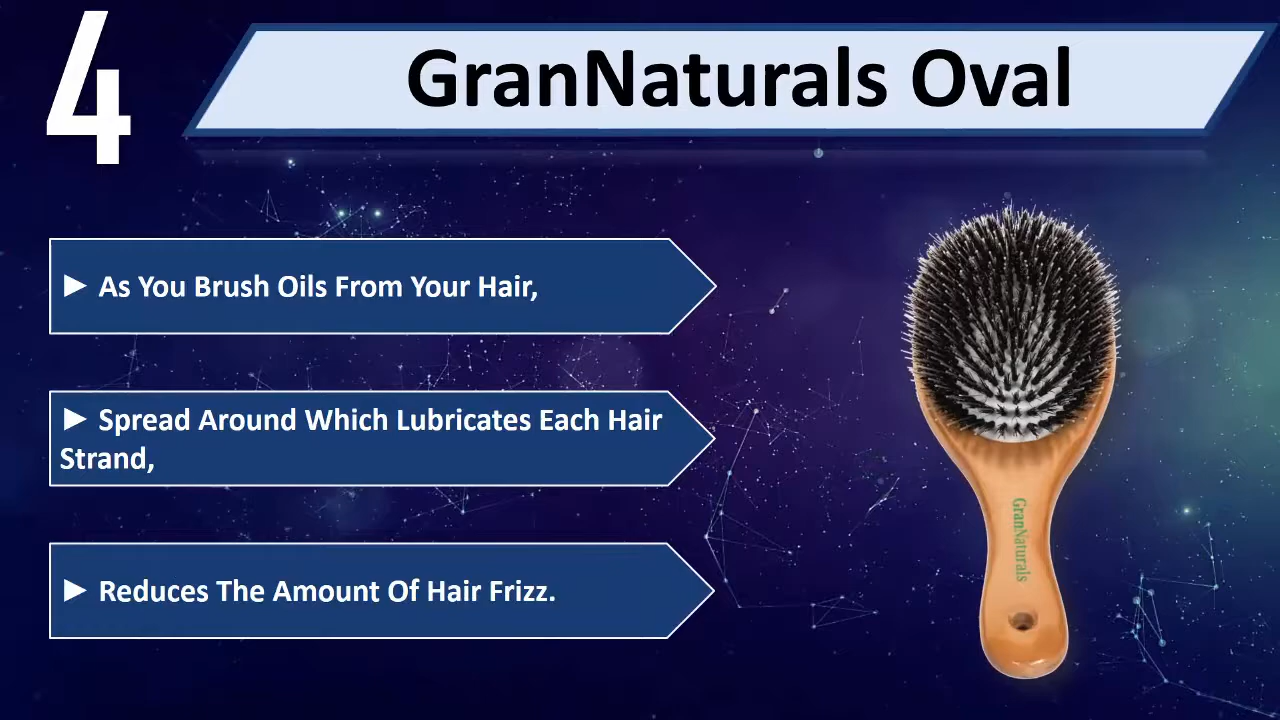 4
GranNaturals Oval
► As You Brush Oils From Your Hair,
► Spread Around Which Lubricates Each Hair
Strand,
► Reduces The Amount Of Hair Frizz.
GranNaturals